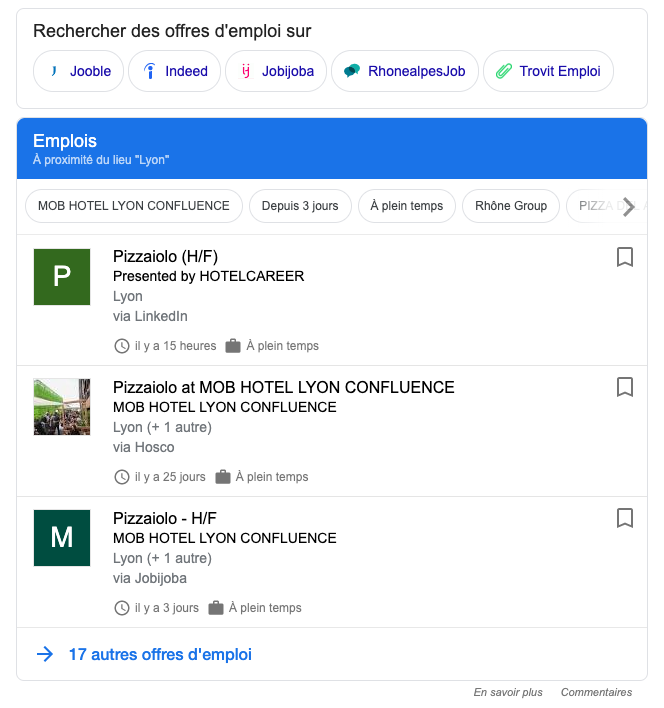 Rechercher des offres d'emploi sur
Jooble Indeed Jobijoba RhonealpesJob Trovit Emploi
Emplois
À proximité du lieu "Lyon"
MOB HOTEL LYON CONFLUENCE Depuis 3 jours À plein temps Rhône Group PIZZA
P
Pizzaiolo (H/F)
Presented by HOTELCAREER
Lyon
via LinkedIn
il y a 15 heures À plein temps
Pizzaiolo at MOB HOTEL LYON CONFLUENCE
MOB HOTEL LYON CONFLUENCE
Lyon (+ 1 autre)
via Hosco
il y a 25 jours À plein temps
M
Pizzaiolo - H/F
MOB HOTEL LYON CONFLUENCE
Lyon (+ 1 autre)
via Jobijoba
il y a 3 jours À plein temps
17 autres offres d'emploi
En savoir plus Commentaires